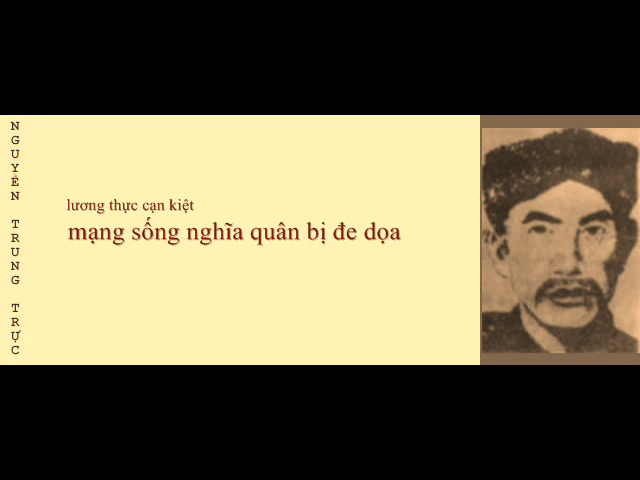 NGUYỄN TRUNG TRỰC
lương thực cạn kiệt
mạng sống nghĩa quân bị đe dọa